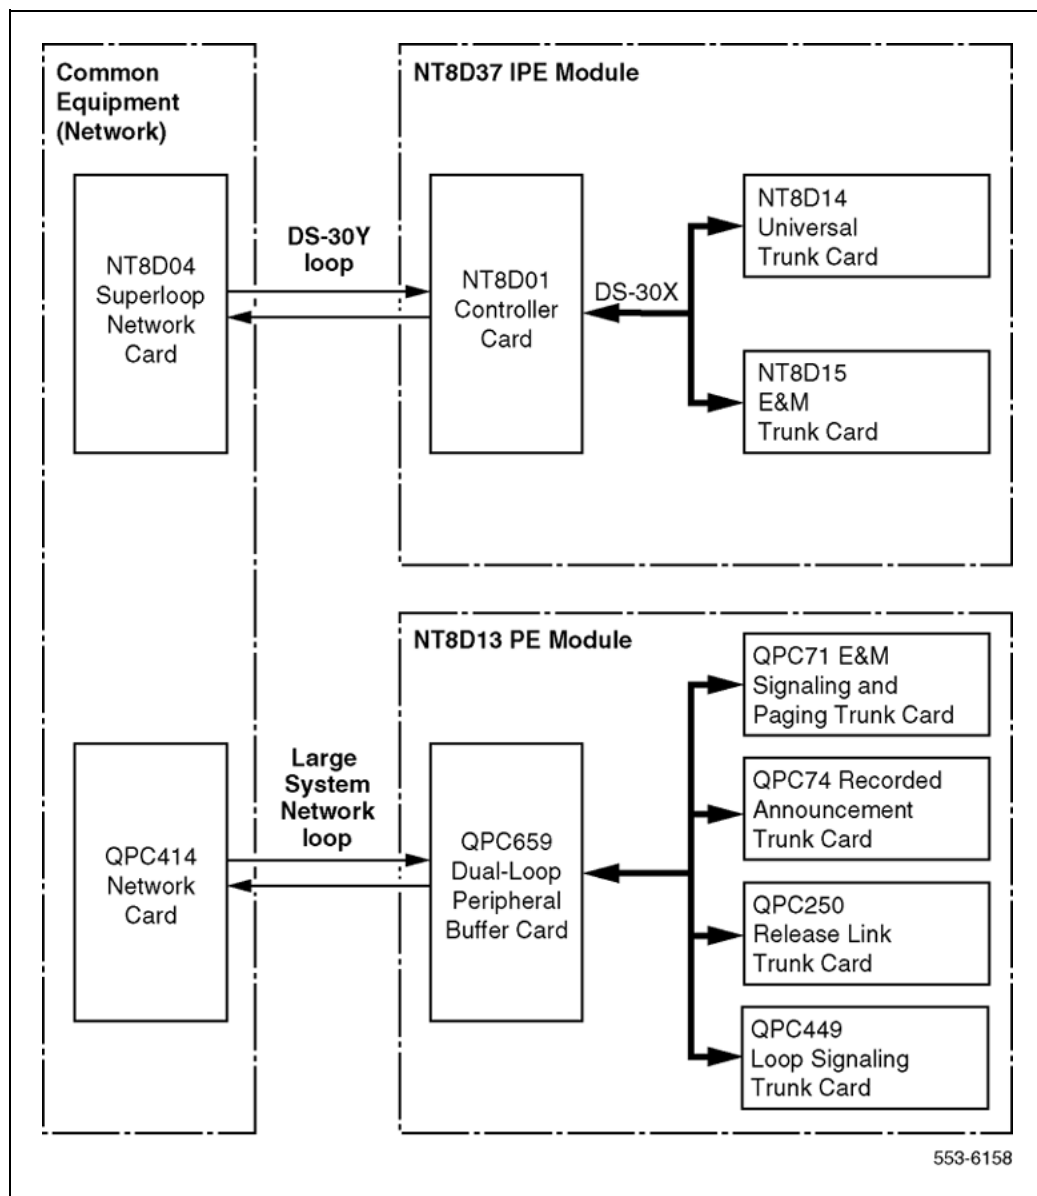 Common
Equipment
(Network)
NT8D04
Superloop
Network
Card
DS-30Y
loop
NT8D37 IPE Module
NT8D01
Controller
Card
DS-30X
NT8D14
Universal
Trunk Card
NT8D15
E&M
Trunk Card
QPC414
Network
Card
Large
System
Network
loop
NT8D13 PE Module
QPC659
Dual-Loop
Peripheral
Buffer Card
QPC71 E&M
Signaling and
Paging Trunk Card
QPC74 Recorded
Announcement
Trunk Card
QPC250
Release Link
Trunk Card
QPC449
Loop Signaling
Trunk Card
553-6158